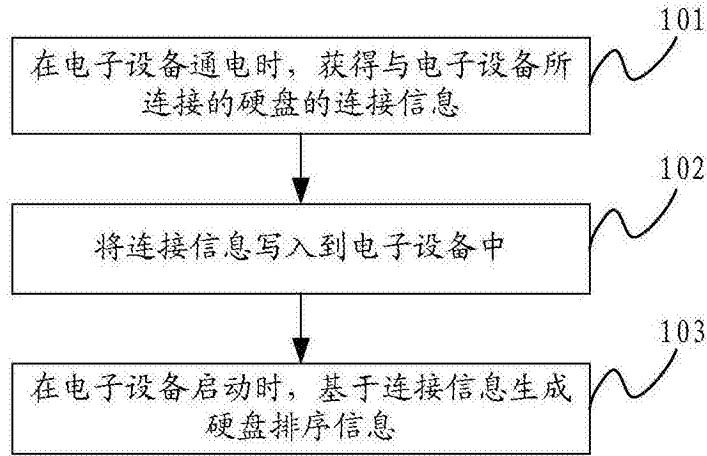 101
在电子设备通电时，获得与电子设备所
连接的硬盘的连接信息
102
将连接信息写入到电子设备中
103
在电子设备启动时，基于连接信息生成
硬盘排序信息